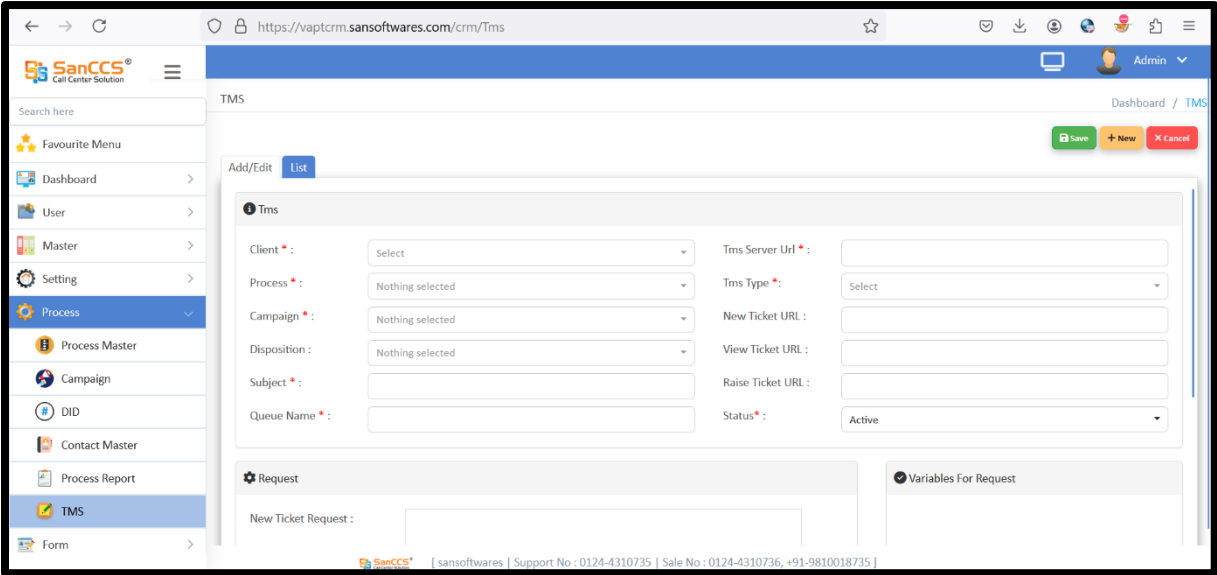 https://vaptcrm.sansoftwares.com/crm/Tms
SanCCS®
Call Center Solution
Admin
Search here
TMS
Dashboard / TMS
Favourite Menu
Save
New
Cancel
Dashboard
Add/Edit
List
User
Tms
Master
Client * :
Select
Tms Server Url * :
Setting
Process * :
Nothing selected
Tms Type *:
Select
Process
Campaign * :
Nothing selected
New Ticket URL :
Process Master
Disposition :
Nothing selected
View Ticket URL :
Campaign
Subject * :
Raise Ticket URL :
DID
Queue Name * :
Status* :
Active
Contact Master
Process Report
Request
Variables For Request
TMS
New Ticket Request :
Form
SanCCS®
[ sansoftwares | Support No : 0124-4310735 | Sale No : 0124-4310736, +91-9810018735 ]